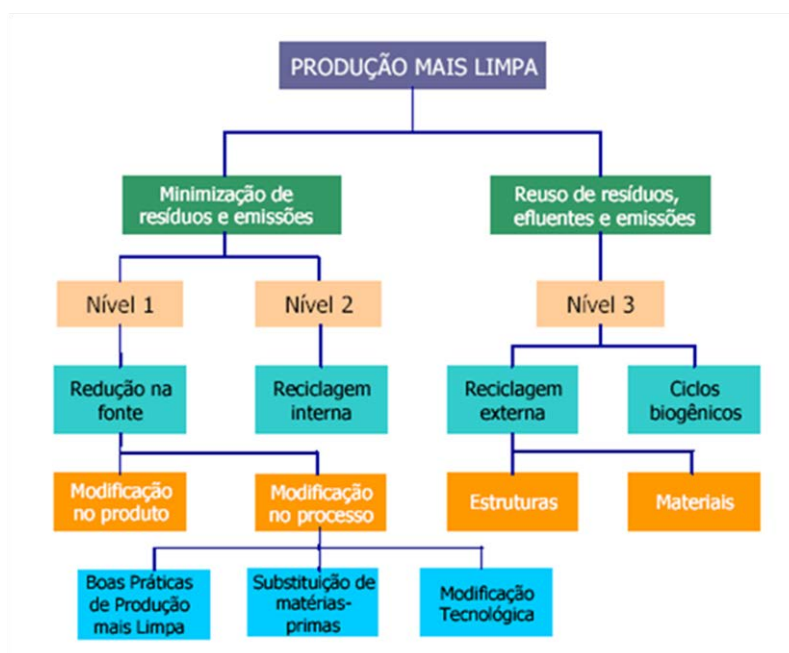 PRODUÇÃO MAIS LIMPA
Minimização de
resíduos e emissões
Reuso de resíduos,
efluentes e emissões
Nível 1
Nível 2
Nível 3
Redução na
fonte
Reciclagem
interna
Reciclagem
externa
Ciclos
biogênicos
Modificação
no produto
Modificação
no processo
Estruturas
Materiais
Boas Práticas
de Produção
mais Limpa
Substituição de
matérias-
primas
Modificação
Tecnológica